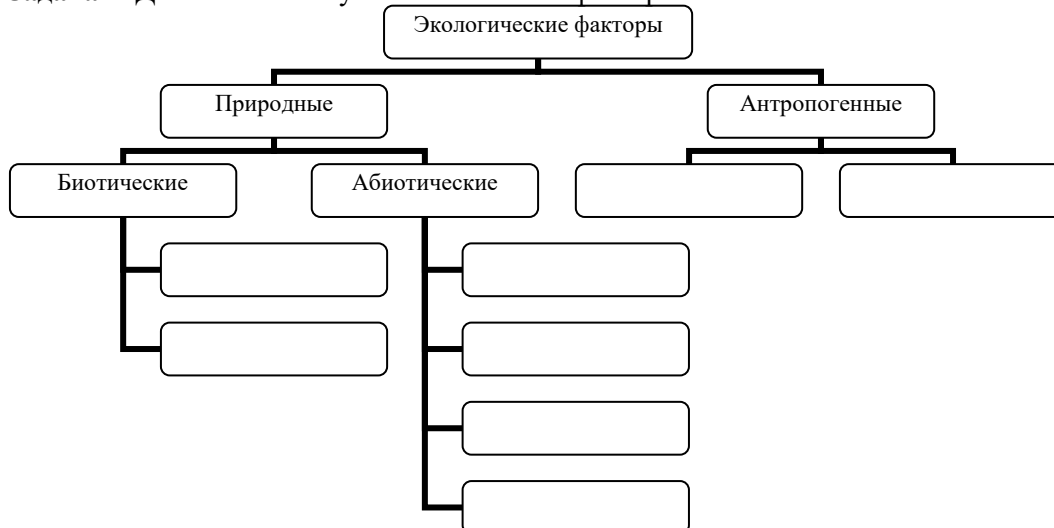 Экологические факторы
Природные
Антропогенные
Биотические
Абиотические